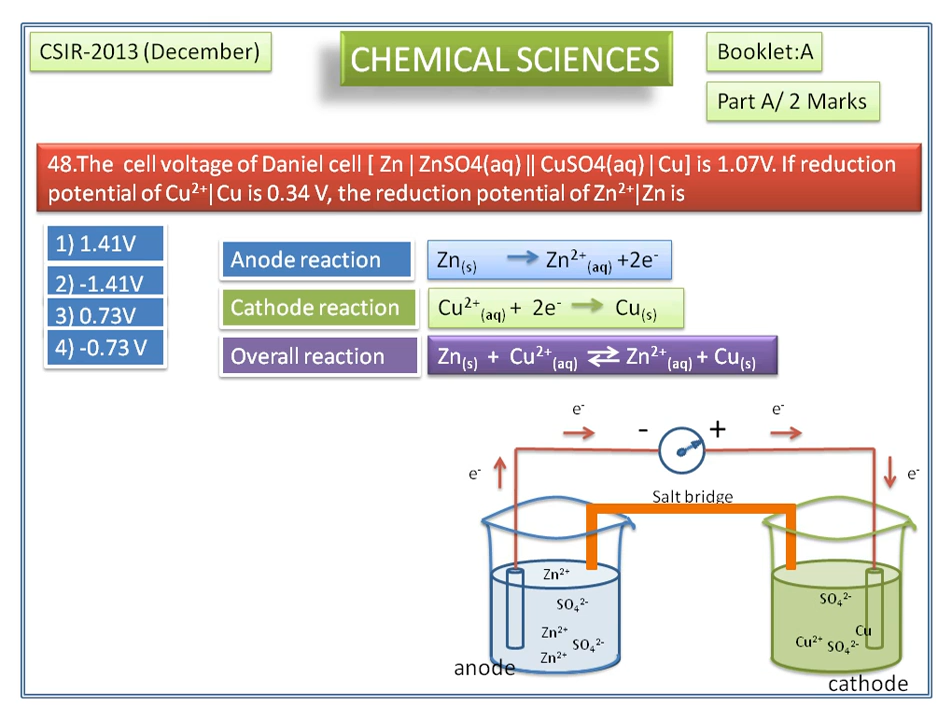 CSIR-2013 (December)
CHEMICAL SCIENCES
Booklet:A
Part A/ 2 Marks
48.The cell voltage of Daniel cell [ Zn | ZnSO4(aq) || CuSO4(aq) | Cu] is 1.07V. If reduction
potential of Cu²⁺| Cu is 0.34 V, the reduction potential of Zn²⁺|Zn is
1) 1.41V
2) -1.41V
3) 0.73V
4) -0.73 V
Anode reaction
Zn₍s₎ → Zn²⁺₍aq₎ +2e⁻
Cathode reaction
Cu²⁺₍aq₎ + 2e⁻ → Cu₍s₎
Overall reaction
Zn₍s₎ + Cu²⁺₍aq₎ ⇄ Zn²⁺₍aq₎ + Cu₍s₎
e⁻
e⁻
-
+
e⁻
e⁻
Salt bridge
Zn²⁺
SO₄²⁻
Zn²⁺
SO₄²⁻
Zn²⁺
anode
SO₄²⁻
Cu
Cu²⁺ SO₄²⁻
cathode